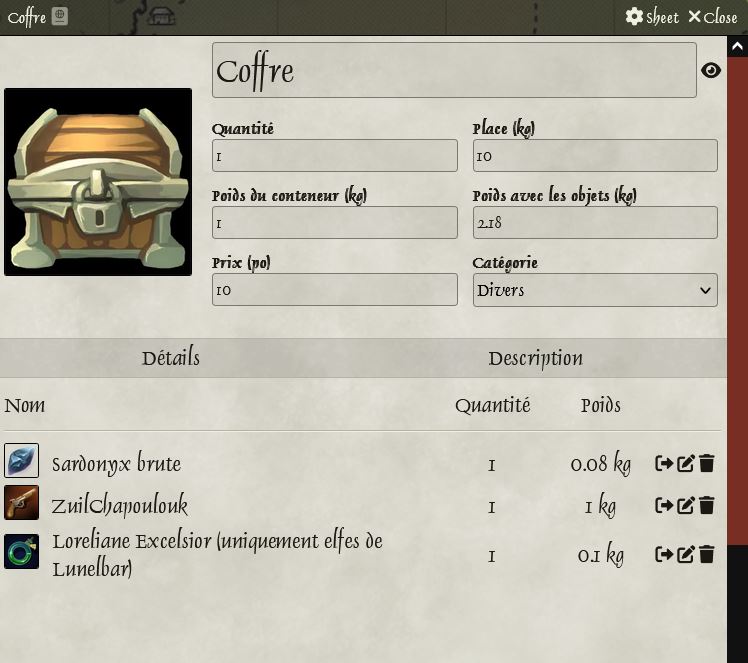 Coffre
Sheet
Close
Coffre
Quantité
Place (kg)
1
10
Poids du conteneur (kg)
Poids avec les objets (kg)
1
2.18
Prix (po)
Catégorie
10
Divers
Détails
Description
Nom
Quantité
Poids
Sardonyx brute
1
0.08 kg
ZuilChapoulouk
1
1 kg
Loreliane Excelsior (uniquement elfes de
Lunelbar)
1
0.1 kg